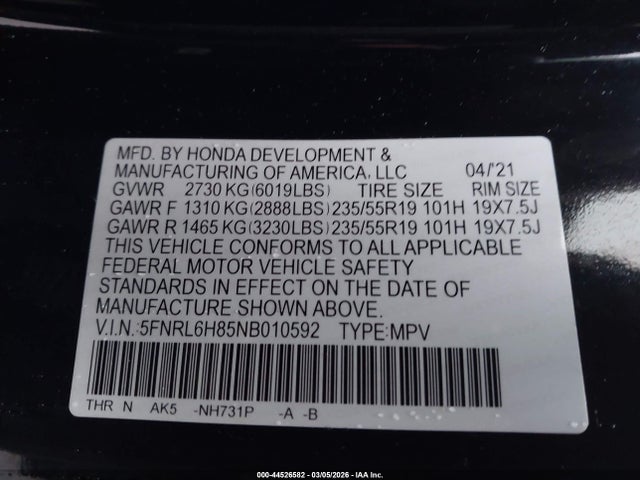 MFD. BY HONDA DEVELOPMENT &
MANUFACTURING OF AMERICA, LLC 04/'21
GVWR 2730 KG(6019LBS) TIRE SIZE RIM SIZE
GAWR F 1310 KG (2888LBS) 235/55R19 101H 19X7.5J
GAWR R 1465 KG (3230LBS) 235/55R19 101H 19X7.5J
THIS VEHICLE CONFORMS TO ALL APPLICABLE
FEDERAL MOTOR VEHICLE SAFETY
STANDARDS IN EFFECT ON THE DATE OF
MANUFACTURE SHOWN ABOVE.
V.I.N.:5FNRL6H85NB010592 TYPE:MPV
THR N AK5 -NH731P -A -B
000-44526582 - 03/05/2026 - IAA Inc.